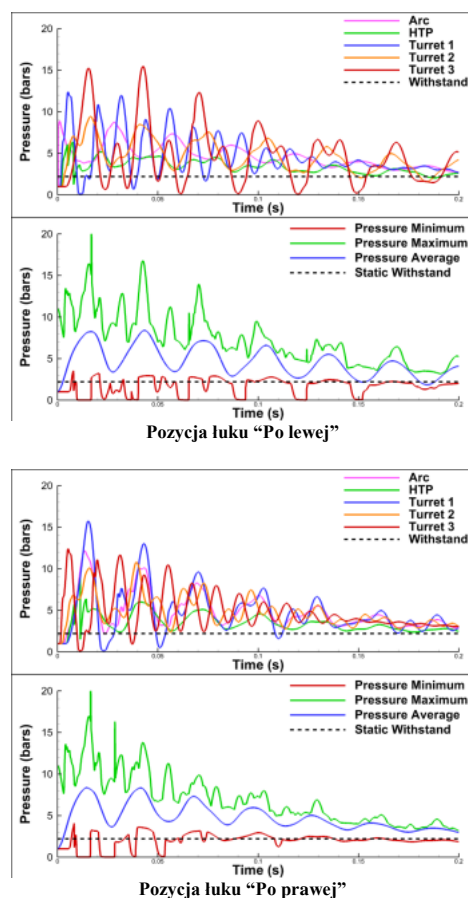 Arc
HTP
Turret 1
Turret 2
Turret 3
Withstand
Pressure (bars)
20
15
10
5
0
0
0.05
0.1
0.15
0.2
Time (s)
Pressure Minimum
Pressure Maximum
Pressure Average
Static Withstand
Pressure (bars)
20
15
10
5
0
0
0.05
0.1
0.15
0.2
Time (s)
Pozycja łuku “Po lewej”
Arc
HTP
Turret 1
Turret 2
Turret 3
Withstand
Pressure (bars)
20
15
10
5
0
0
0.05
0.1
0.15
0.2
Time (s)
Pressure Minimum
Pressure Maximum
Pressure Average
Static Withstand
Pressure (bars)
20
15
10
5
0
0
0.05
0.1
0.15
0.2
Time (s)
Pozycja łuku “Po prawej”